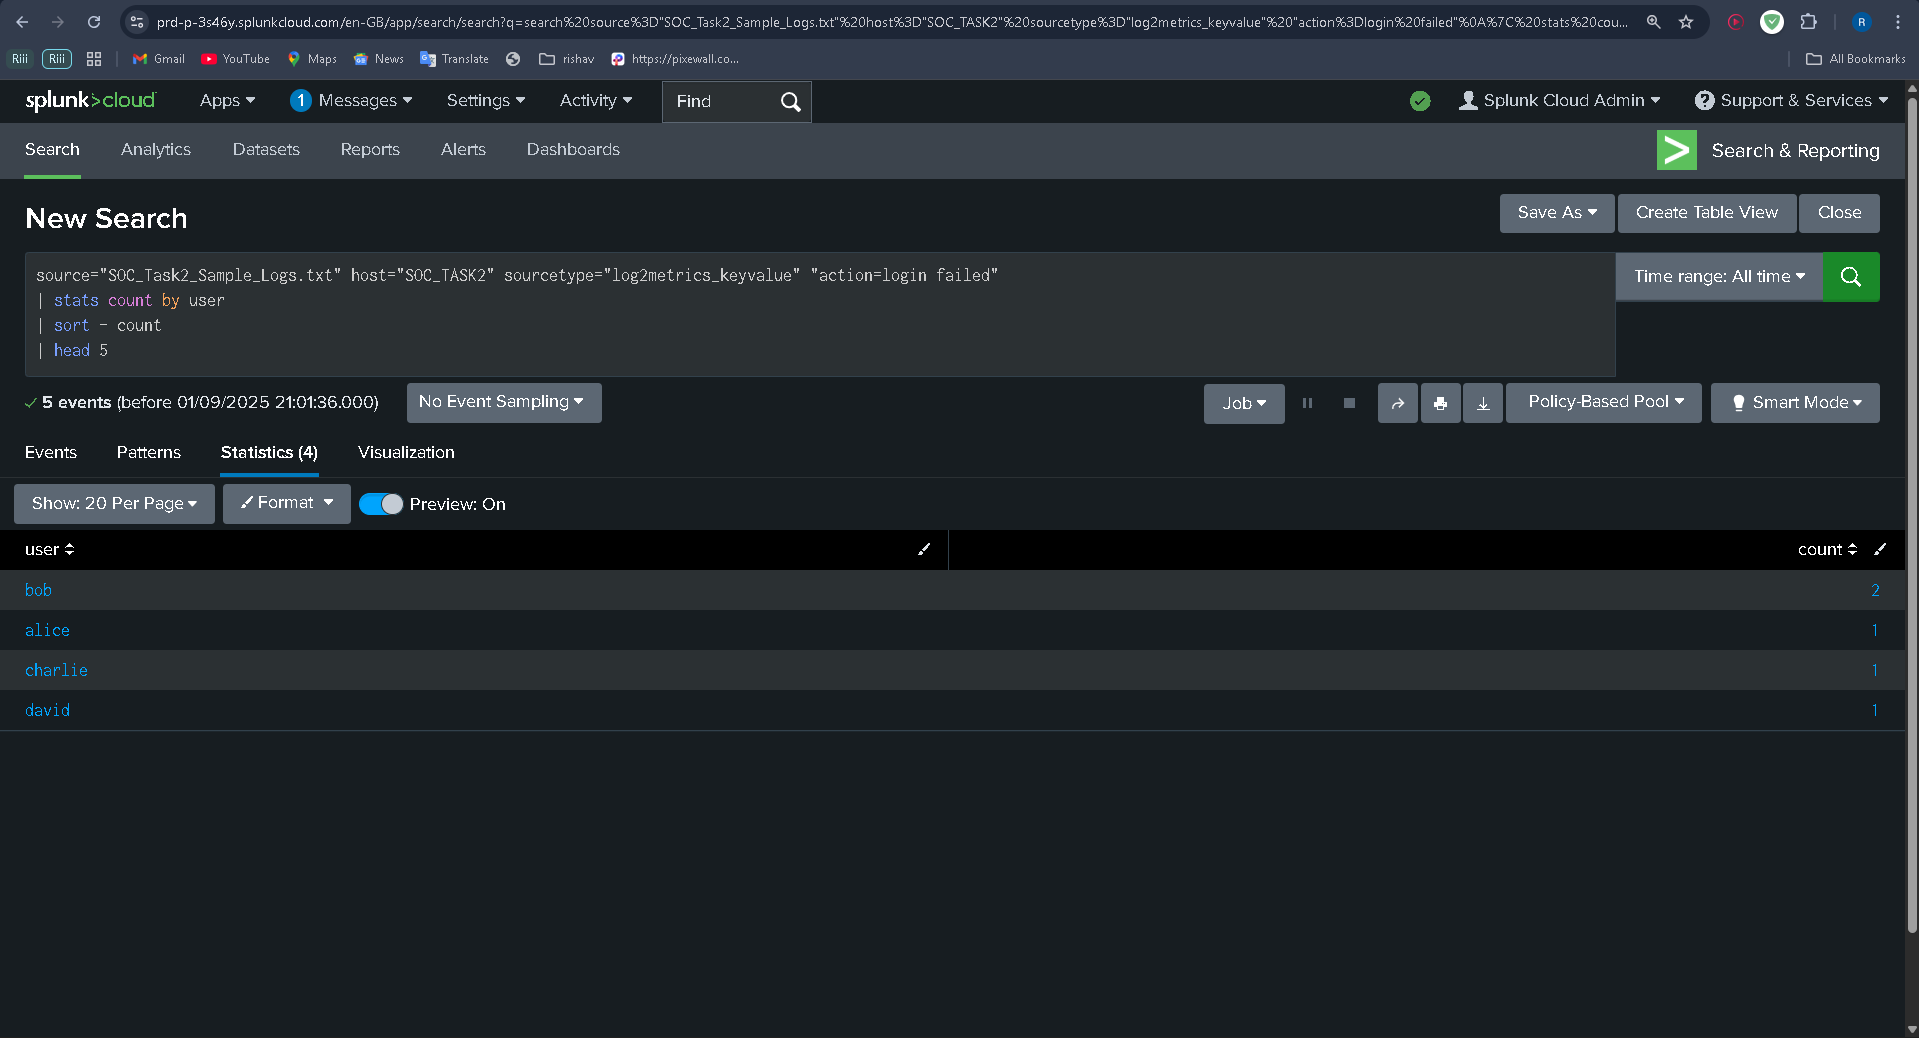 prd-p-3s46y.splunkcloud.com/en-GB/app/search/search?q=search%20source%3D"SOC_Task2_Sample_Logs.txt"%20host%3D"SOC_TASK2"%20sourcetype%3D"log2metrics_keyvalue"%20"action%3Dlogin%20failed"%0A%7C%20stats%20cou...
R
Riii
Riii
Gmail
YouTube
Maps
News
Translate
rishav
https://pixewall.co...
All Bookmarks
splunk>cloud
Apps
1 Messages
Settings
Activity
Find
Splunk Cloud Admin
Support & Services
Search
Analytics
Datasets
Reports
Alerts
Dashboards
Search & Reporting
New Search
Save As
Create Table View
Close
source="SOC_Task2_Sample_Logs.txt" host="SOC_TASK2" sourcetype="log2metrics_keyvalue" "action=login failed"
| stats count by user
| sort - count
| head 5
Time range: All time
5 events (before 01/09/2025 21:01:36.000)
No Event Sampling
Job
Policy-Based Pool
Smart Mode
Events
Patterns
Statistics (4)
Visualization
Show: 20 Per Page
Format
Preview: On
user count
bob 2
alice 1
charlie 1
david 1